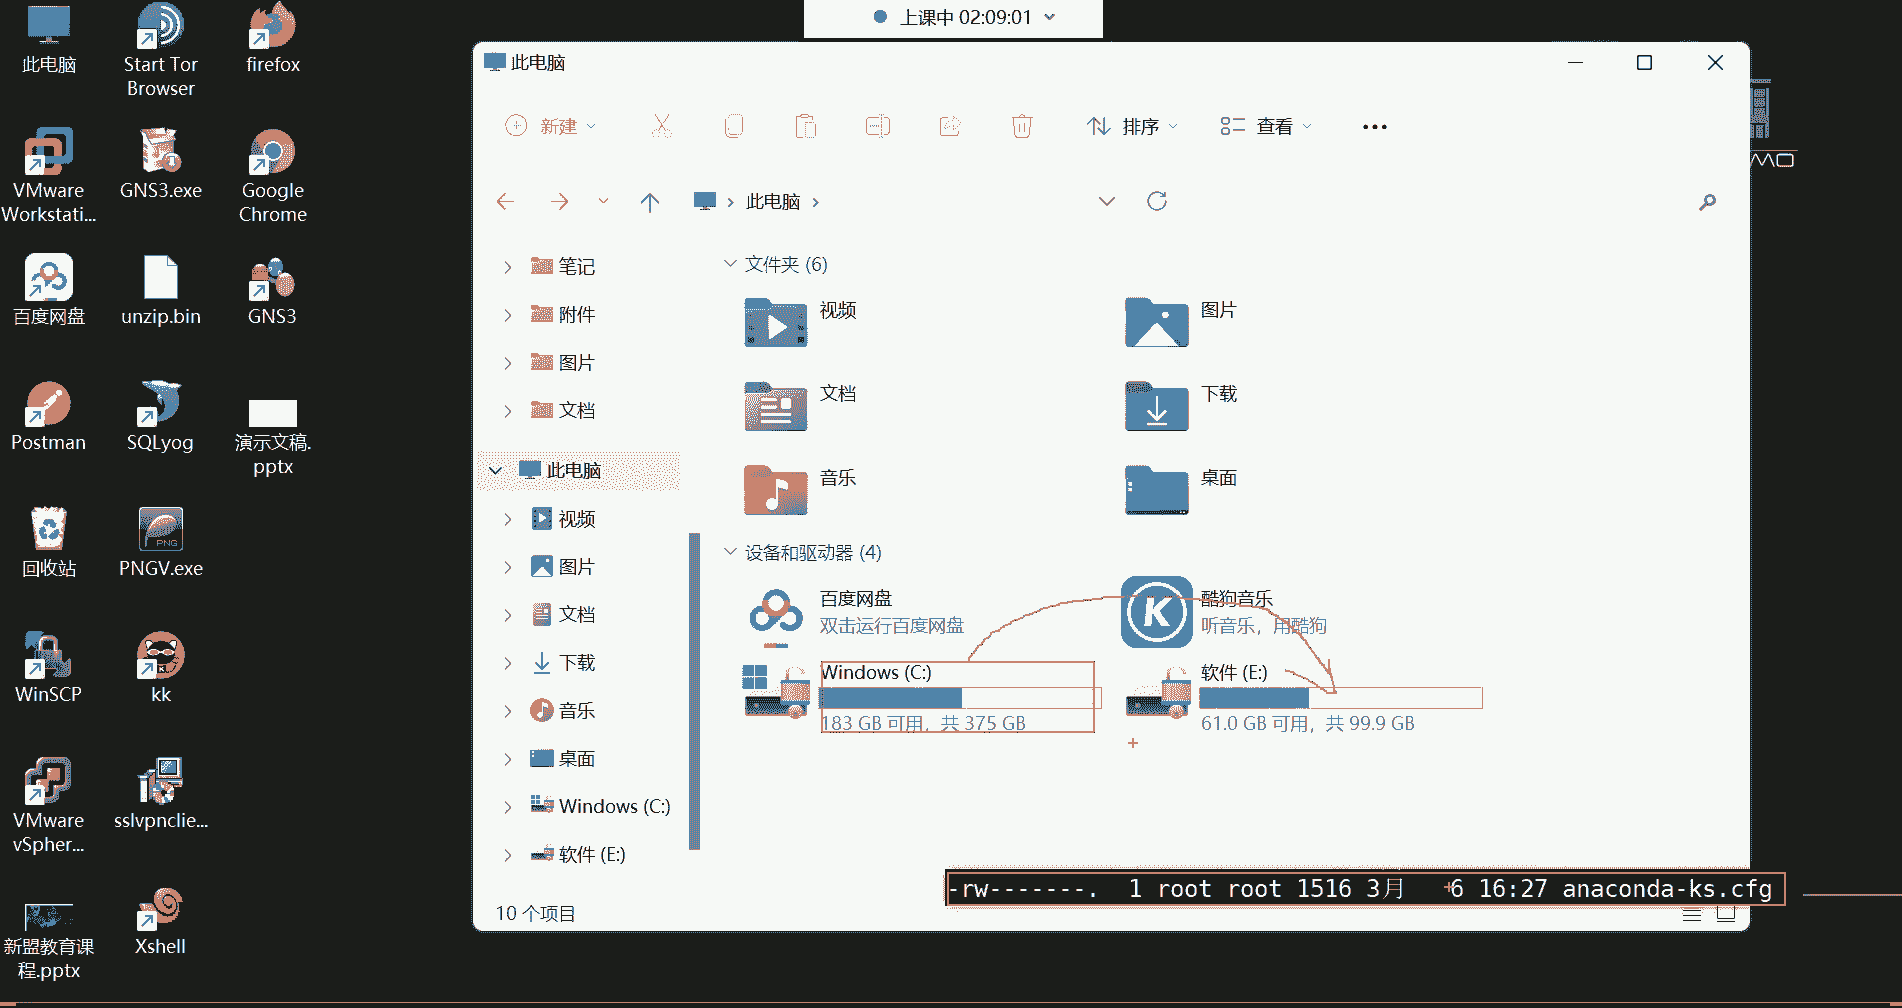 上课中 02:09:01
此电脑
Start Tor
Browser
firefox
VMware
Workstati...
GNS3.exe
Google
Chrome
百度网盘
unzip.bin
GNS3
Postman
SQLyog
演示文稿.
pptx
回收站
PNGV.exe
PNG
WinSCP
kk
VMware
vSpher...
sslvpnclie...
新盟教育课
程.pptx
Xshell
此电脑
新建
排序
查看
此电脑
笔记
附件
图片
文档
此电脑
视频
图片
文档
下载
音乐
桌面
Windows (C:)
软件 (E:)
文件夹 (6)
视频
图片
文档
下载
音乐
桌面
设备和驱动器 (4)
百度网盘
双击运行百度网盘
酷狗音乐
听音乐，用酷狗
Windows (C:)
183 GB 可用，共 375 GB
软件 (E:)
61.0 GB 可用，共 99.9 GB
10 个项目
-rw-------. 1 root root 1516 3月 6 16:27 anaconda-ks.cfg